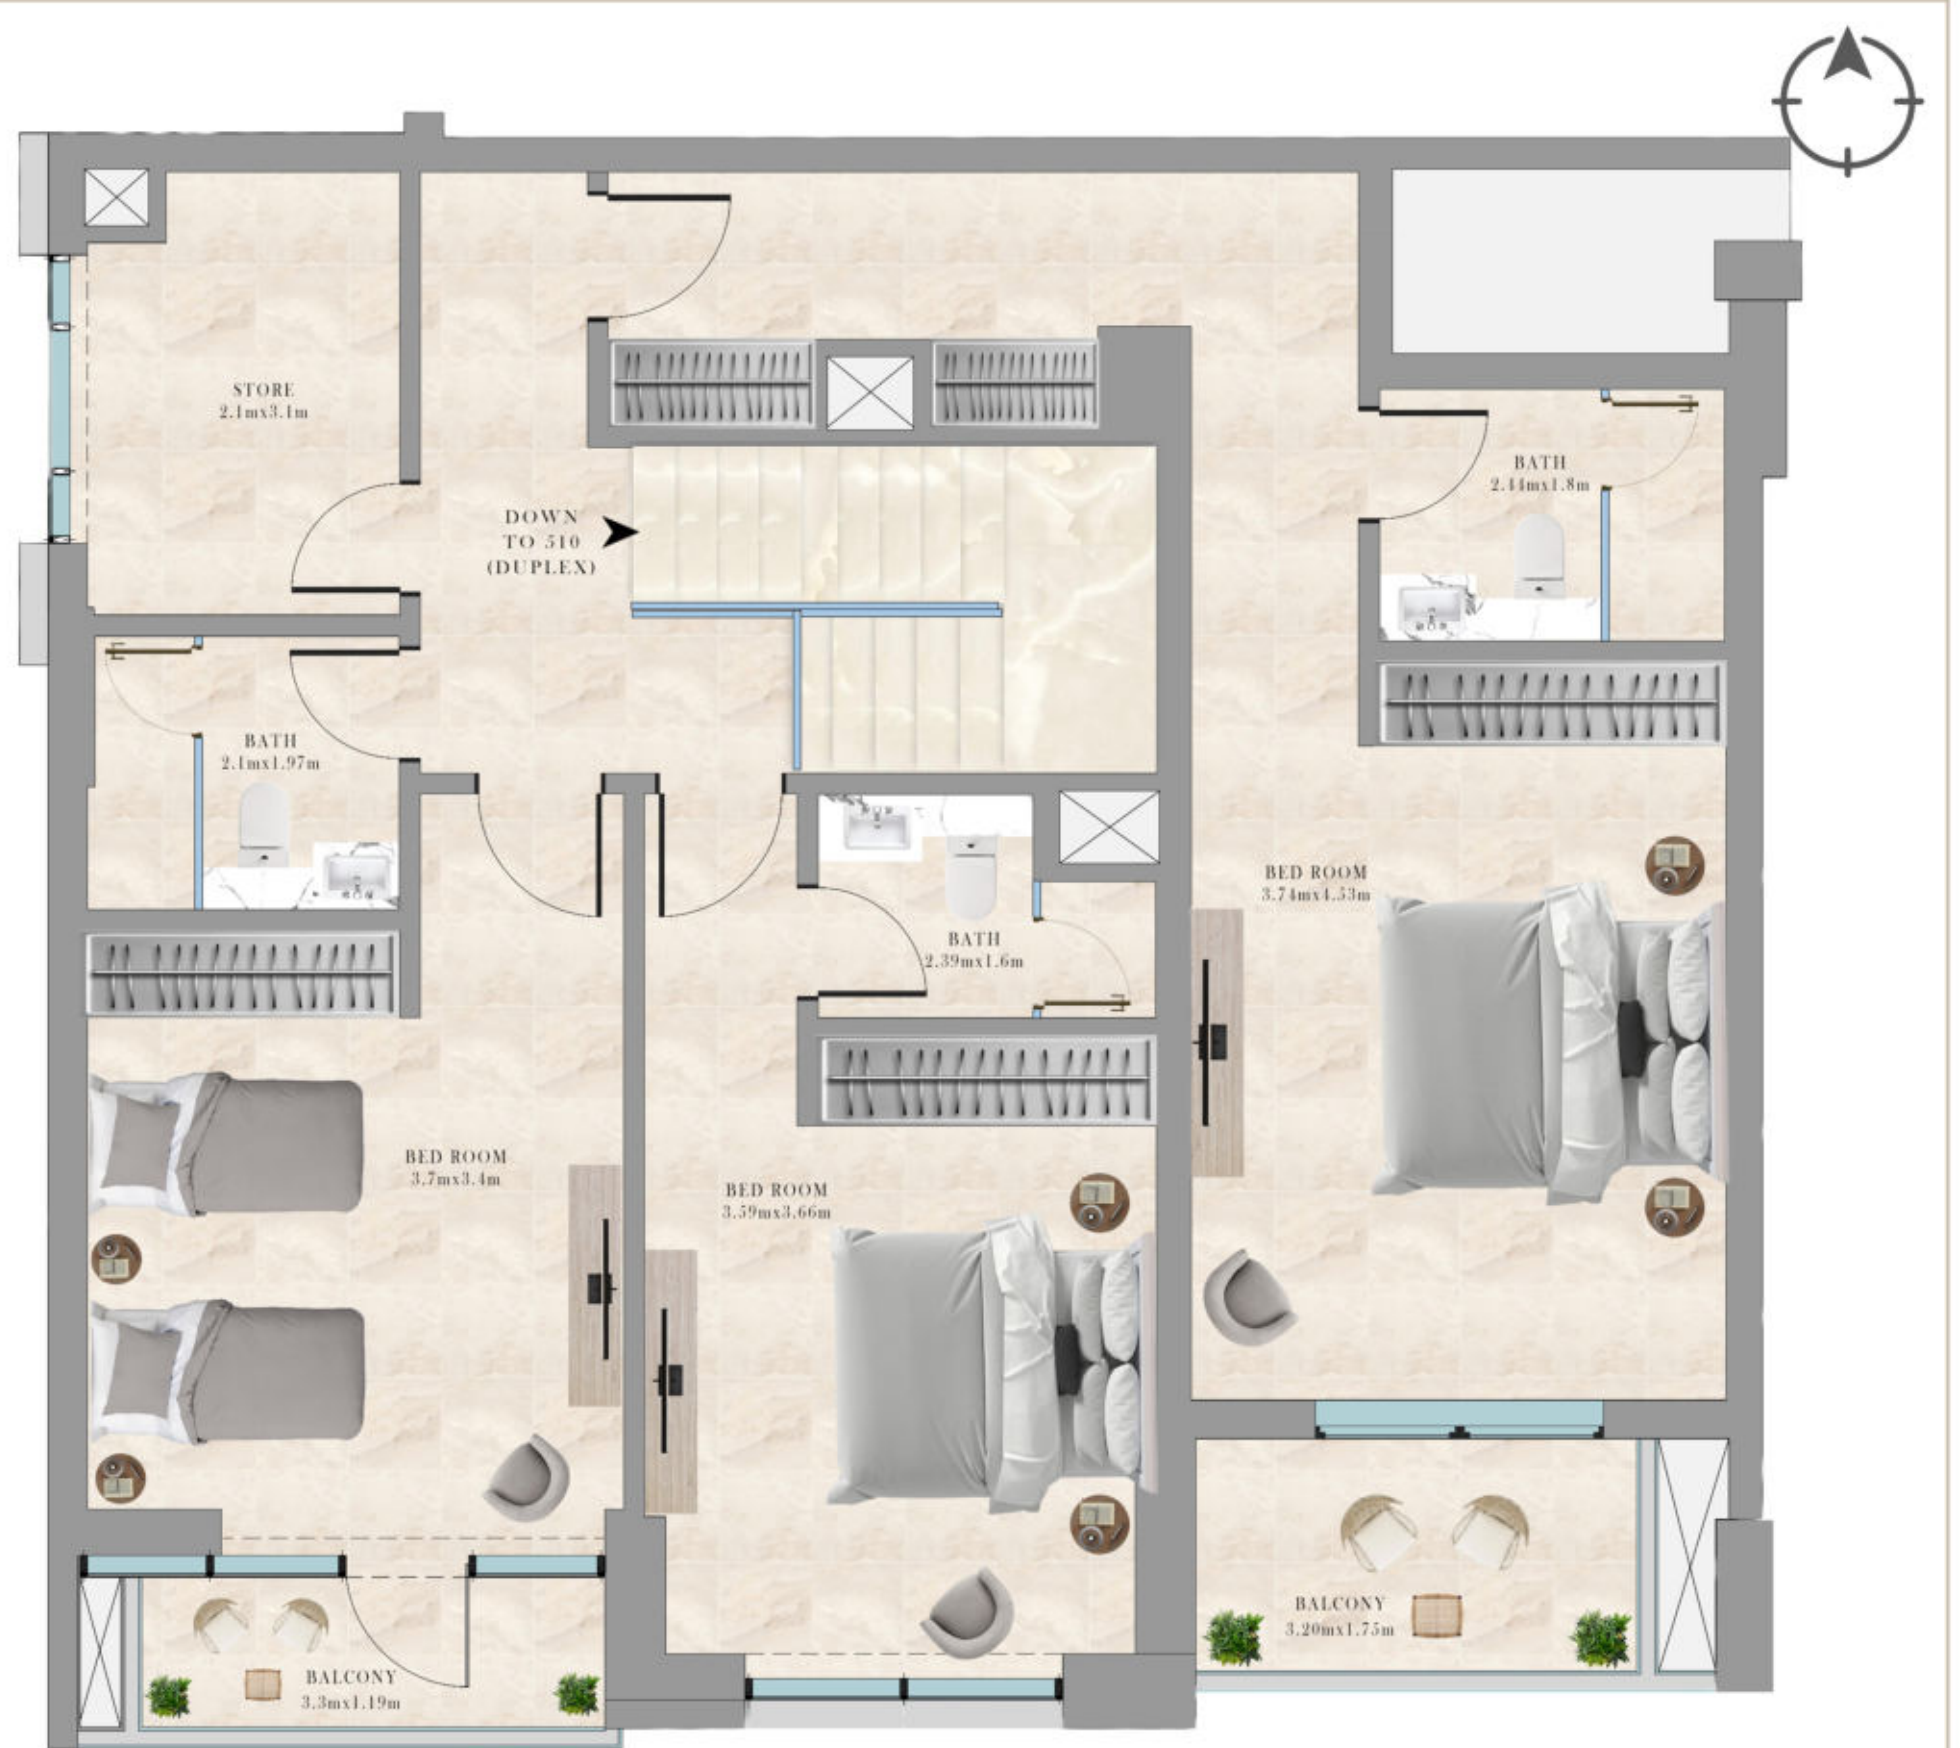 STORE
2.1mx3.1m
DOWN
TO 510
(DUPLEX)
BATH
2.44mx1.8m
BATH
2.1mx1.97m
BED ROOM
3.74mx4.53m
BATH
2.39mx1.6m
BED ROOM
3.7mx3.4m
BED ROOM
3.59mx3.66m
BALCONY
3.20mx1.75m
BALCONY
3.3mx1.19m